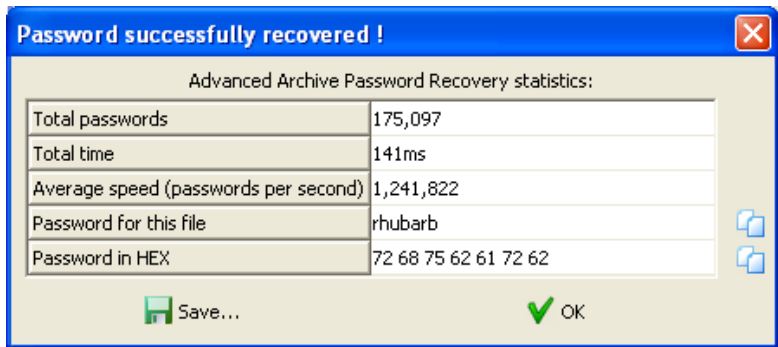 Password successfully recovered !
Advanced Archive Password Recovery statistics:
Total passwords 175,097
Total time 141ms
Average speed (passwords per second) 1,241,822
Password for this file rhubarb
Password in HEX 72 68 75 62 61 72 62
Save... OK